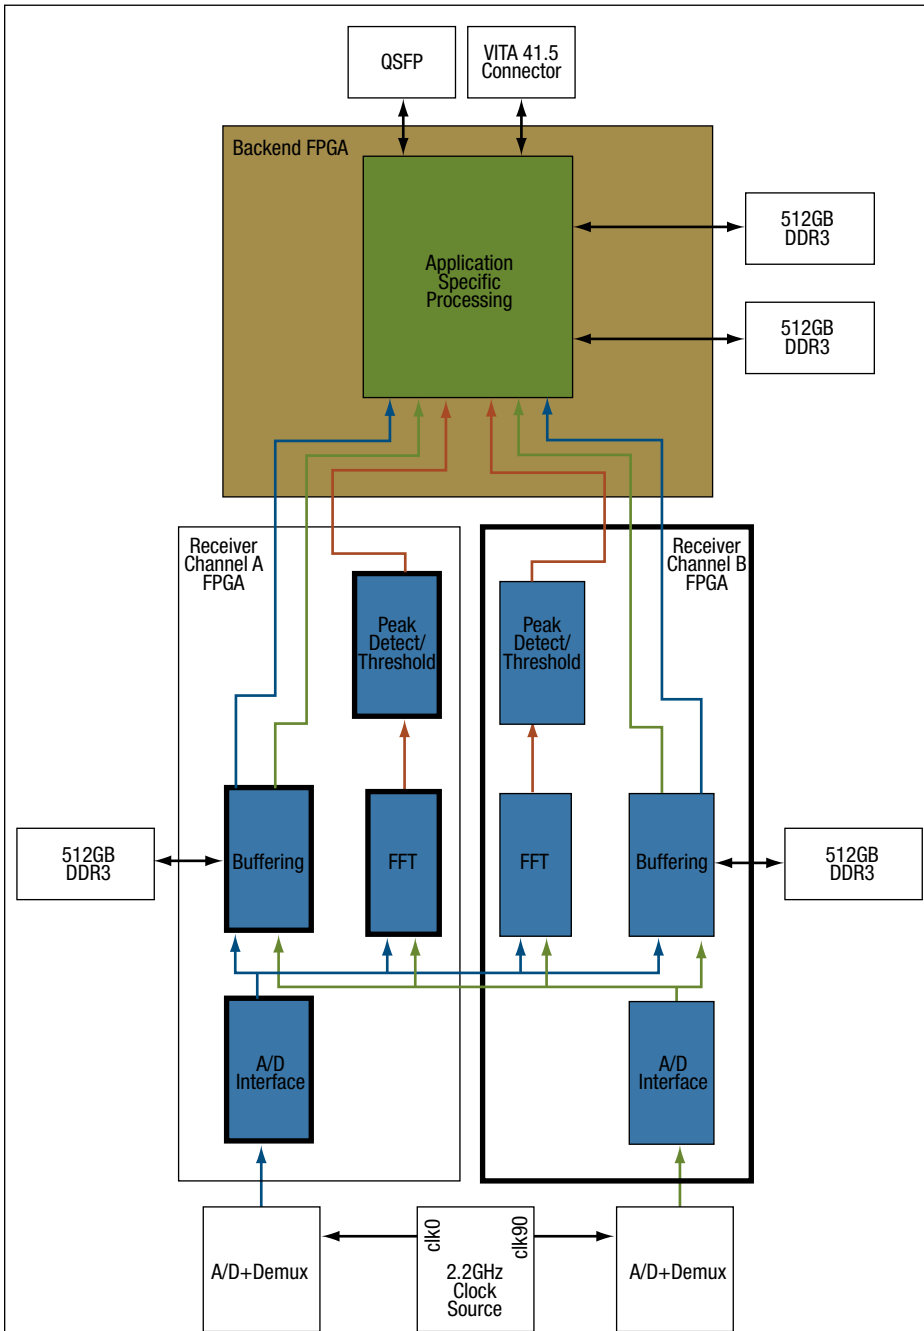 QSFP
VITA 41.5
Connector
Backend FPGA
Application
Specific
Processing
512GB
DDR3
512GB
DDR3
Receiver
Channel A
FPGA
Receiver
Channel B
FPGA
Peak
Detect/
Threshold
Peak
Detect/
Threshold
512GB
DDR3
Buffering
FFT
FFT
Buffering
512GB
DDR3
A/D
Interface
A/D
Interface
A/D+Demux
clk0
clk90
2.2GHz
Clock
Source
A/D+Demux